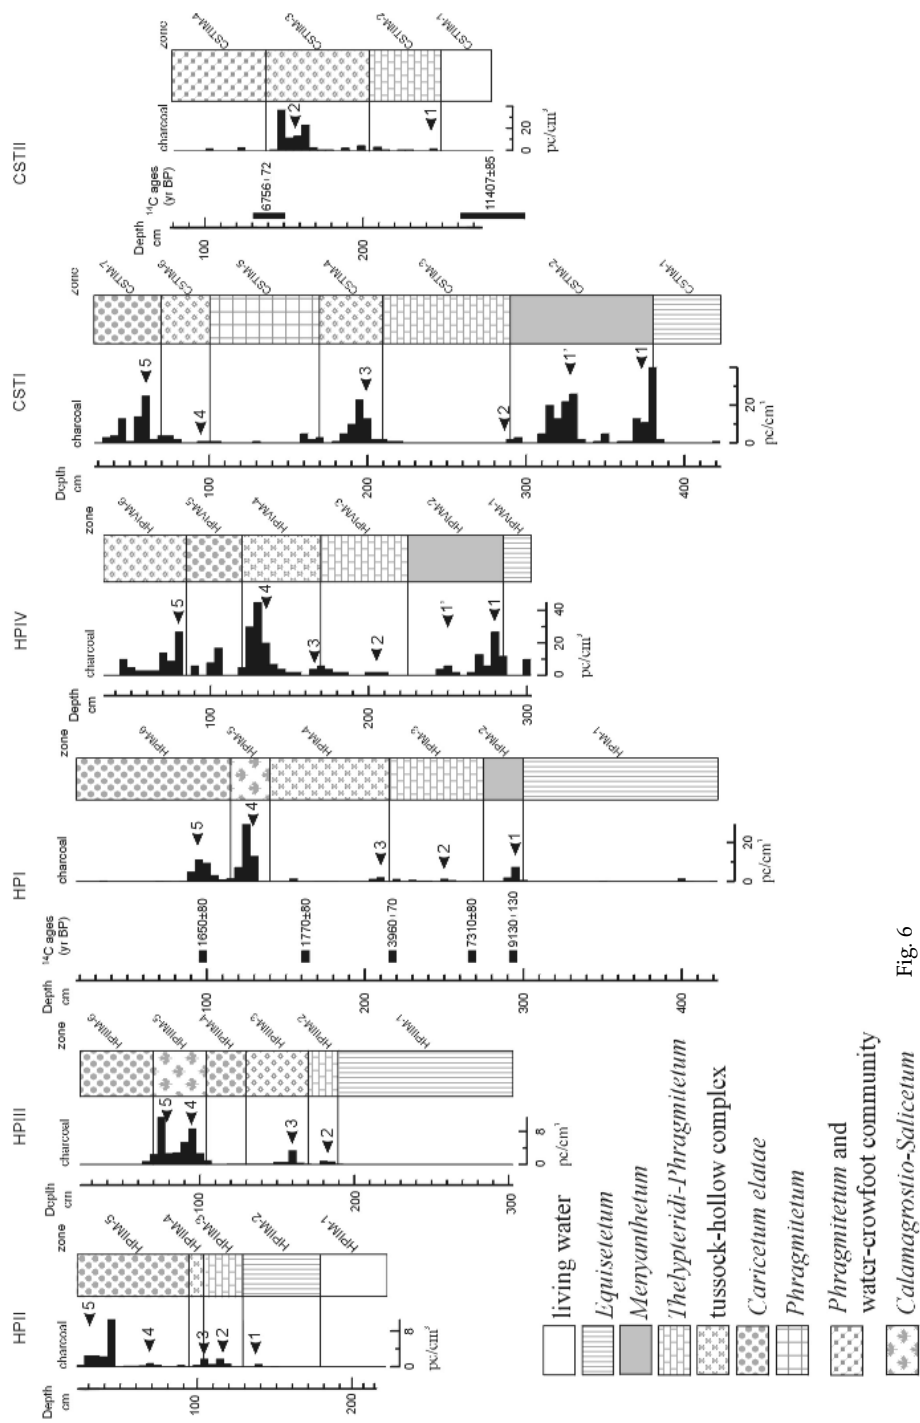 HPII
Depth
cm
100
200
charcoal
5
4
3
2
1
0
8
pc/cm³
zone
HPIIM-5
HPIIM-4
HPIIM-3
HPIIM-2
HPIIM-1
HPIII
Depth
cm
100
200
300
charcoal
5
4
3
2
0
8
pc/cm³
zone
HPIIIM-6
HPIIIM-5
HPIIIM-4
HPIIIM-3
HPIIIM-2
HPIIIM-1
HPI
Depth
cm
100
200
300
400
¹⁴C ages
(yr BP)
1650±80
1770±80
3960±70
7310±80
9130±130
charcoal
5
4
3
2
1
0
20
pc/cm³
zone
HPIM-6
HPIM-5
HPIM-4
HPIM-3
HPIM-2
HPIM-1
HPIV
Depth
cm
100
200
300
charcoal
5
4
3
2
1'
1
0
20
40
pc/cm³
zone
HPIVM-6
HPIVM-5
HPIVM-4
HPIVM-3
HPIVM-2
HPIVM-1
CSTI
Depth
cm
100
200
300
400
charcoal
5
4
3
2
1'
1
0
20
pc/cm³
zone
CSTIM-7
CSTIM-6
CSTIM-5
CSTIM-4
CSTIM-3
CSTIM-2
CSTIM-1
CSTII
Depth
cm
100
200
¹⁴C ages
(yr BP)
6756±72
11407±85
charcoal
2
1
0
20
pc/cm³
zone
CSTIIM-4
CSTIIM-3
CSTIIM-2
CSTIIM-1
living water
Equisetetum
Menyanthetum
Thelypteridi-Phragmitetum
tussock-hollow complex
Caricetum elatae
Phragmitetum
Phragmitetum and
water-crowfoot community
Calamagrostio-Salicetum
Fig. 6